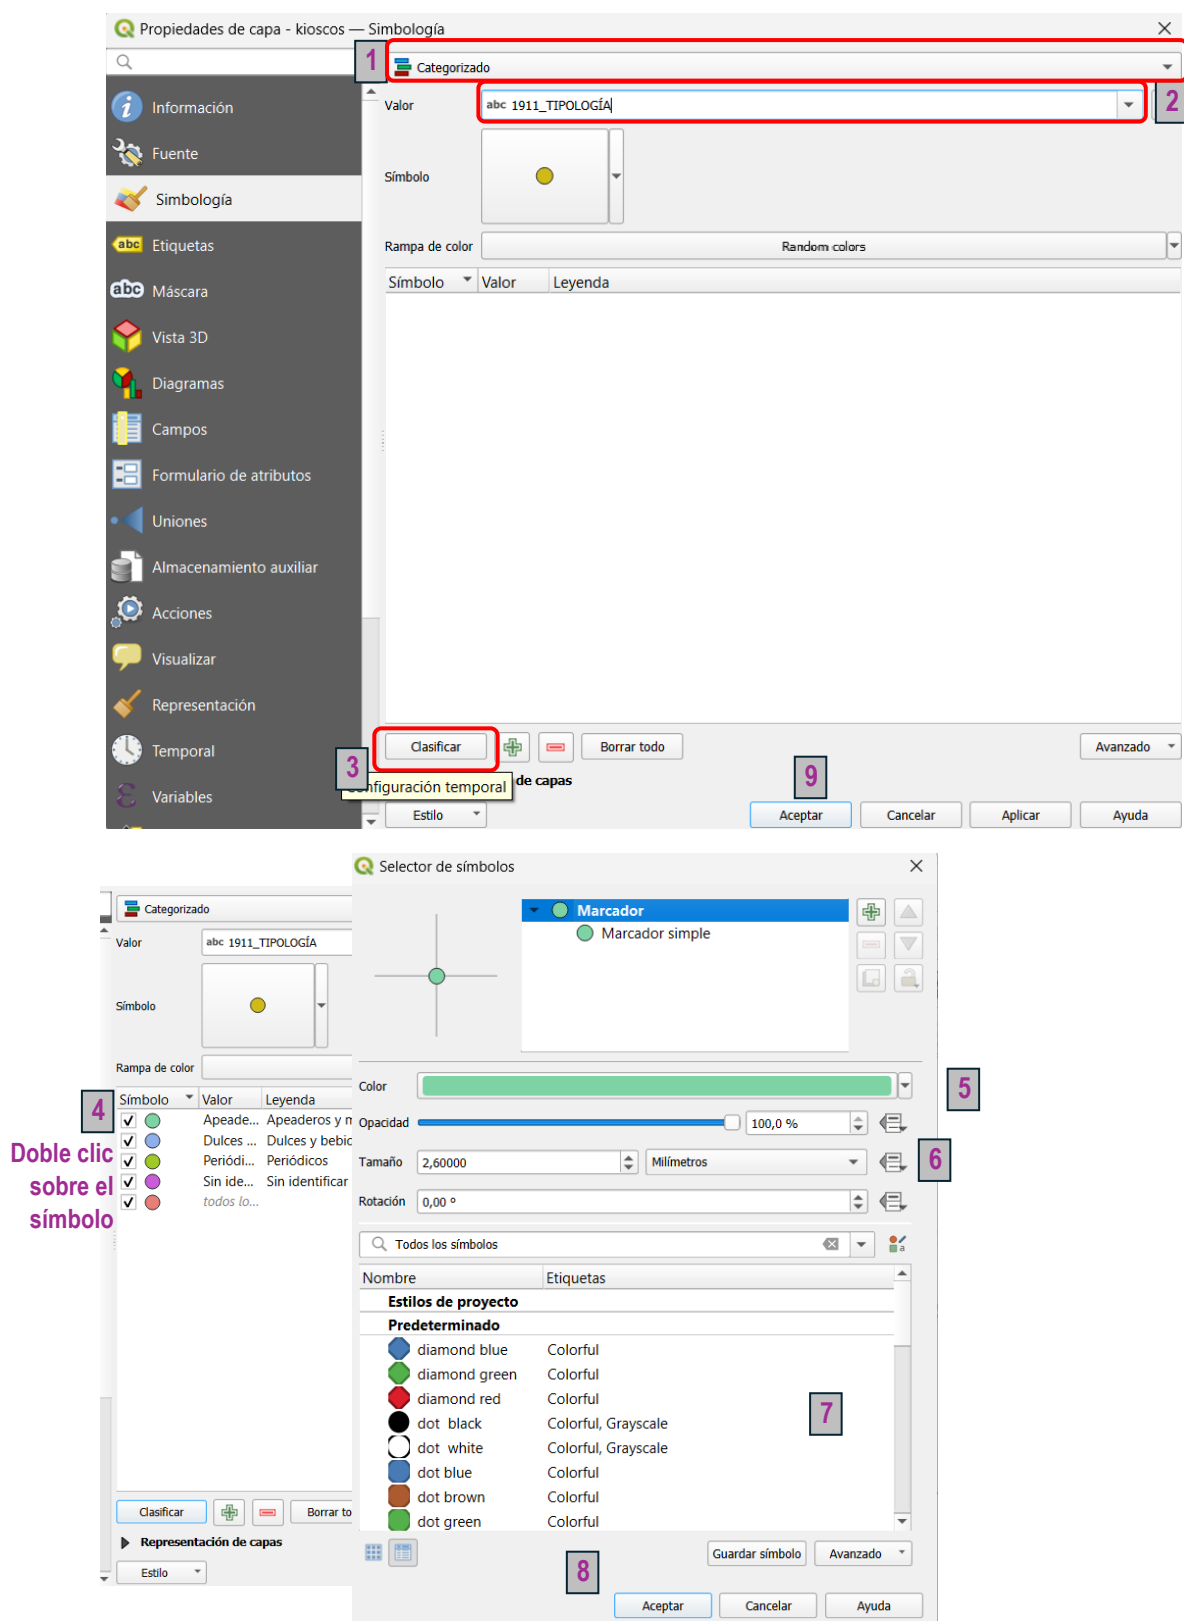 Propiedades de capa - kioscos — Simbología
1
Categorizado
Información
Valor
abc 1911_TIPOLOGÍA
2
Fuente
Símbolo
Simbología
abc Etiquetas
Rampa de color
Random colors
Símbolo Valor Leyenda
abc Máscara
Vista 3D
Diagramas
Campos
Formulario de atributos
Uniones
Almacenamiento auxiliar
Acciones
Visualizar
Representación
Temporal
Variables
Clasificar
Borrar todo
Avanzado
3
Configuración temporal
de capas
9
Estilo
Aceptar
Cancelar
Aplicar
Ayuda
Selector de símbolos
Categorizado
Valor
abc 1911_TIPOLOGÍA
Símbolo
Rampa de color
4
Símbolo Valor Leyenda
Apeade... Apeaderos y m
Dulces ... Dulces y bebic
Periódi... Periódicos
Sin ide... Sin identificar
todos lo...
Doble clic
sobre el
símbolo
Clasificar
Borrar to
Representación de capas
Estilo
Marcador
Marcador simple
Color
5
Opacidad
100,0 %
Tamaño
2,60000
Milímetros
6
Rotación
0,00 °
Todos los símbolos
a
Nombre Etiquetas
Estilos de proyecto
Predeterminado
diamond blue Colorful
diamond green Colorful
diamond red Colorful
7
dot black Colorful, Grayscale
dot white Colorful, Grayscale
dot blue Colorful
dot brown Colorful
dot green Colorful
8
Guardar símbolo
Avanzado
Aceptar
Cancelar
Ayuda